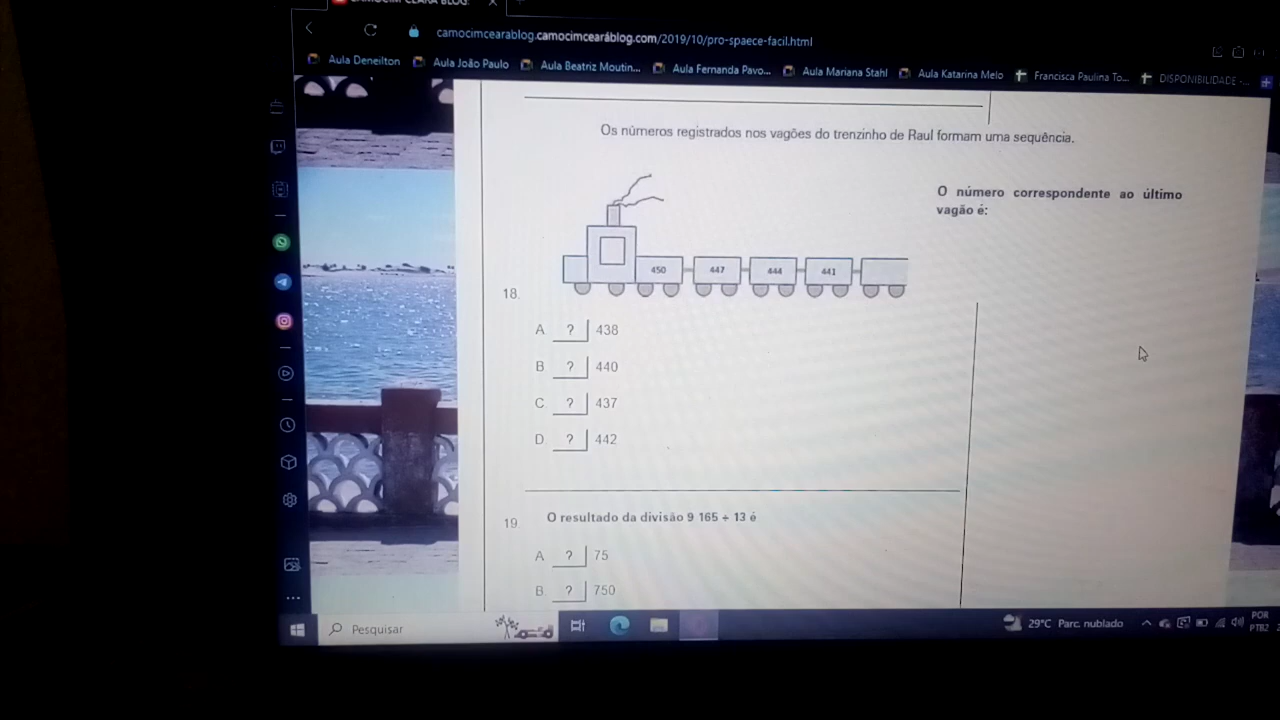 camocimcearablog.camocimcearáblog.com/2019/10/pro-spaece-facil.html
Aula Deneilton Aula João Paulo Aula Beatriz Moutin... Aula Fernanda Pavo... Aula Mariana Stahl Aula Katarina Melo Francisca Paulina To... DISPONIBILIDADE -...
Os números registrados nos vagões do trenzinho de Raul formam uma sequência.
O número correspondente ao último
vagão é:
450 447 444 441
18.
A. ? 438
B ? 440
C. ? 437
D. ? 442
19. O resultado da divisão 9 165 ÷ 13 é
A. ? 75
B. ? 750
Pesquisar
29°C Parc. nublado
POR
PTB2